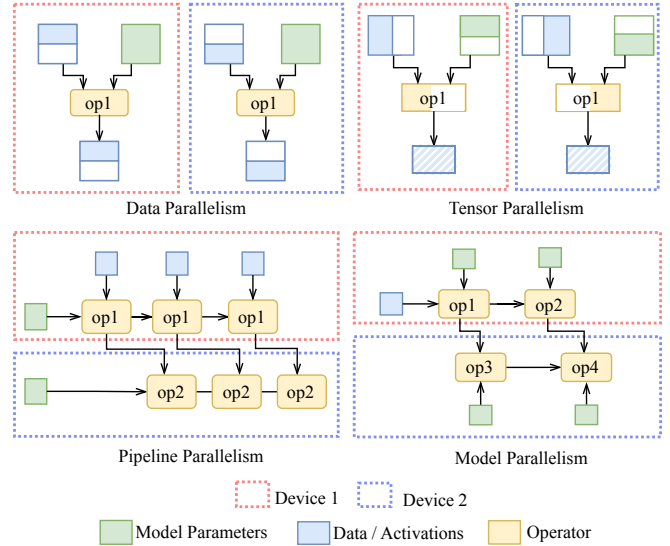 op1
op1
op1
op1
Data Parallelism
Tensor Parallelism
op1
op1
op1
op2
op2
op2
op1
op2
op3
op4
Pipeline Parallelism
Model Parallelism
Device 1
Device 2
Model Parameters
Data / Activations
Operator